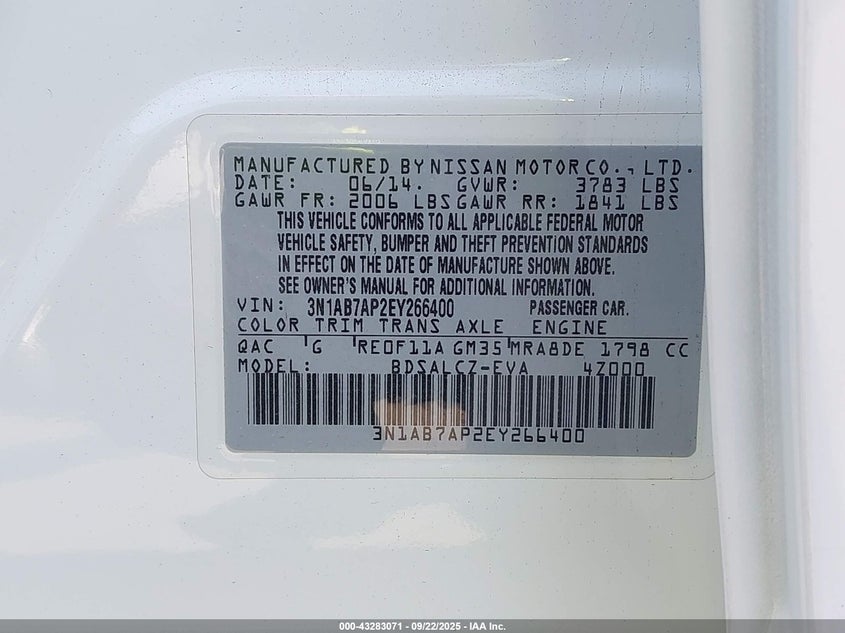 MANUFACTURED BY NISSAN MOTOR CO., LTD.
DATE: 06/14. GVWR: 3783 LBS
GAWR FR: 2006 LBS GAWR RR: 1841 LBS
THIS VEHICLE CONFORMS TO ALL APPLICABLE FEDERAL MOTOR
VEHICLE SAFETY, BUMPER AND THEFT PREVENTION STANDARDS
IN EFFECT ON THE DATE OF MANUFACTURE SHOWN ABOVE.
SEE OWNER'S MANUAL FOR ADDITIONAL INFORMATION.
VIN: 3N1AB7AP2EY266400 PASSENGER CAR.
COLOR TRIM TRANS AXLE ENGINE
QAC G RE0F11A GM35 MRA8DE 1798 CC
MODEL: BDSALCZ-EVA 4Z000
3N1AB7AP2EY266400
000-43283071 - 09/22/2025 - IAA Inc.